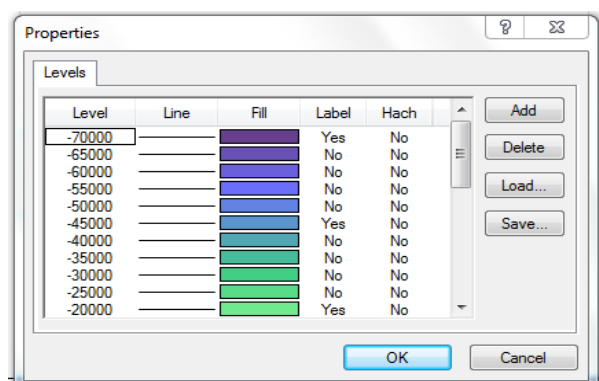 Properties
Levels
Level Line Fill Label Hach
-70000 Yes No
-65000 No No
-60000 No No
-55000 No No
-50000 No No
-45000 Yes No
-40000 No No
-35000 No No
-30000 No No
-25000 No No
-20000 Yes No
Add
Delete
Load...
Save...
OK Cancel